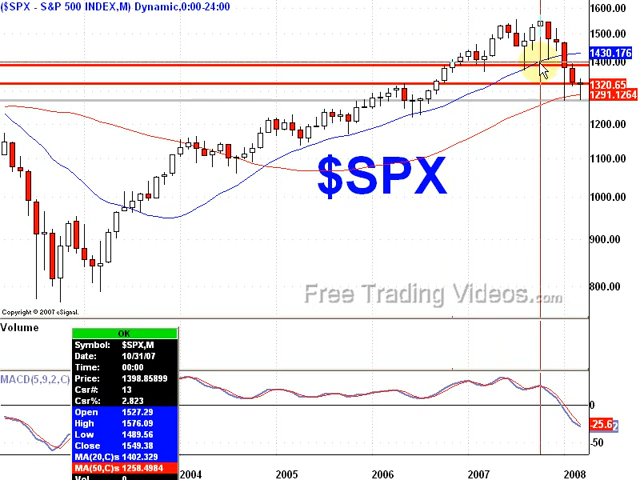 ($SPX - S&P 500 INDEX,M) Dynamic,0:00-24:00
1600.00
1500.00
1430.176
1400.00
1320.65
1291.1264
1200.00
1100.00
$SPX
1000.00
900.00
Free Trading Videos.com
800.00
Copyright © 2007 eSignal.
Volume
OK
Symbol: $SPX,M
Date: 10/31/07
Time: 00:00
Price: 1398.85899
Csr#: 13
Csr%: 2.823
Open 1527.29
High 1576.09
Low 1489.56
Close 1549.38
MA(20,C)s 1402.329
MA(50,C)s 1258.4984
Vol 0
MACD(5,9,2,C)
0
-25.6
-50
2004
2005
2006
2007
2008